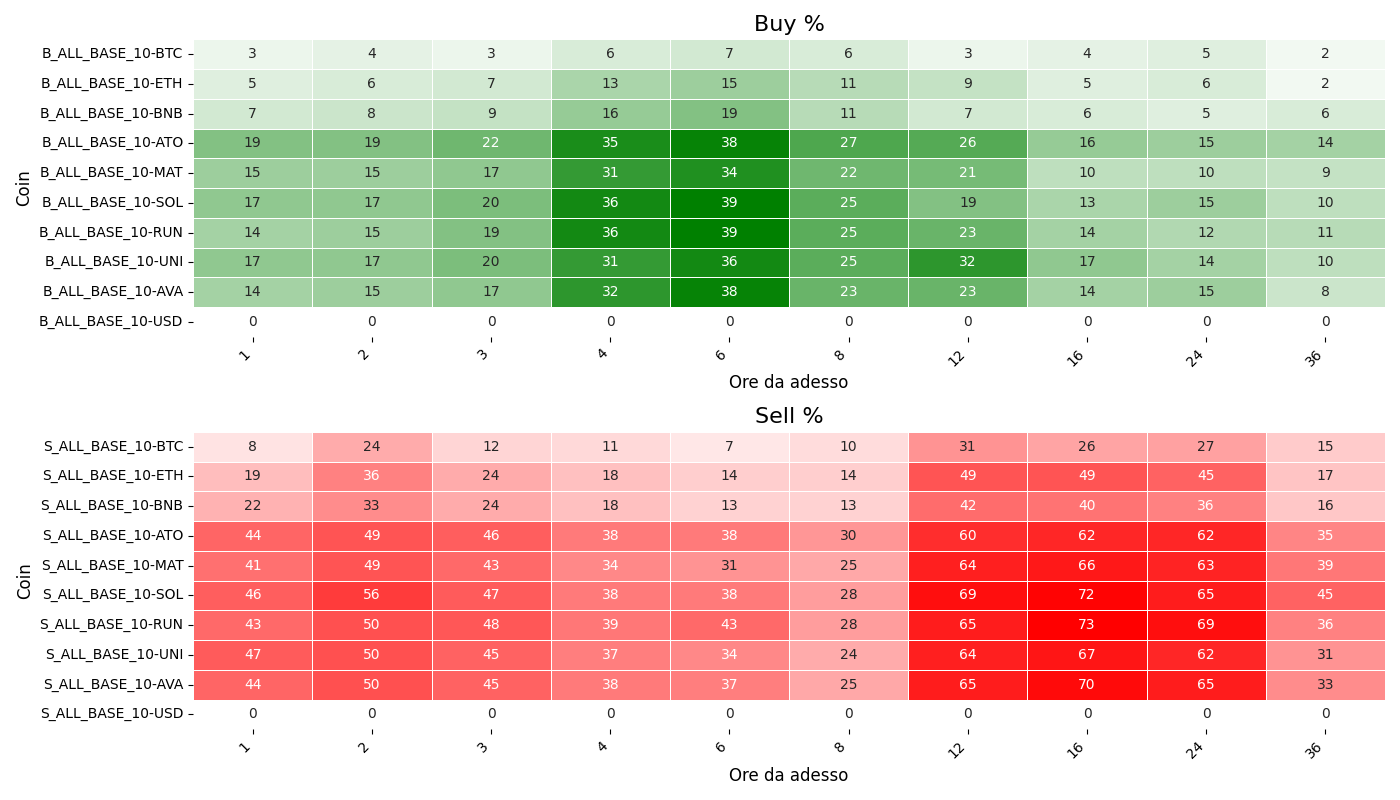 Buy %
B_ALL_BASE_10-BTC 3 4 3 6 7 6 3 4 5 2
B_ALL_BASE_10-ETH 5 6 7 13 15 11 9 5 6 2
B_ALL_BASE_10-BNB 7 8 9 16 19 11 7 6 5 6
B_ALL_BASE_10-ATO 19 19 22 35 38 27 26 16 15 14
B_ALL_BASE_10-MAT 15 15 17 31 34 22 21 10 10 9
Coin
B_ALL_BASE_10-SOL 17 17 20 36 39 25 19 13 15 10
B_ALL_BASE_10-RUN 14 15 19 36 39 25 23 14 12 11
B_ALL_BASE_10-UNI 17 17 20 31 36 25 32 17 14 10
B_ALL_BASE_10-AVA 14 15 17 32 38 23 23 14 15 8
B_ALL_BASE_10-USD 0 0 0 0 0 0 0 0 0 0
1 2 3 4 6 8 12 16 24 36
Ore da adesso
Sell %
S_ALL_BASE_10-BTC 8 24 12 11 7 10 31 26 27 15
S_ALL_BASE_10-ETH 19 36 24 18 14 14 49 49 45 17
S_ALL_BASE_10-BNB 22 33 24 18 13 13 42 40 36 16
S_ALL_BASE_10-ATO 44 49 46 38 38 30 60 62 62 35
S_ALL_BASE_10-MAT 41 49 43 34 31 25 64 66 63 39
Coin
S_ALL_BASE_10-SOL 46 56 47 38 38 28 69 72 65 45
S_ALL_BASE_10-RUN 43 50 48 39 43 28 65 73 69 36
S_ALL_BASE_10-UNI 47 50 45 37 34 24 64 67 62 31
S_ALL_BASE_10-AVA 44 50 45 38 37 25 65 70 65 33
S_ALL_BASE_10-USD 0 0 0 0 0 0 0 0 0 0
1 2 3 4 6 8 12 16 24 36
Ore da adesso